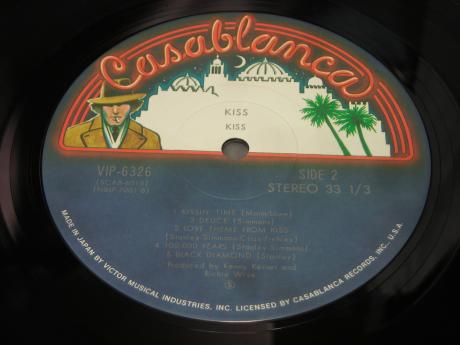 Casablanca
KISS
KISS
VIP-6326
SIDE 2
STEREO 33 1/3
1 KISSIN' TIME (Mann/Lowe)
2 DEUCE (Simmons)
3 LOVE THEME FROM KISS
(Stanley-Simmons-Criss-Frehley)
4 100,000 YEARS (Stanley-Simmons)
5 BLACK DIAMOND (Stanley)
Produced by Kenny Kerner and
Richie Wise
Ⓢ
MADE IN JAPAN BY VICTOR MUSICAL INDUSTRIES, INC. LICENSED BY CASABLANCA RECORDS, INC., U.S.A.